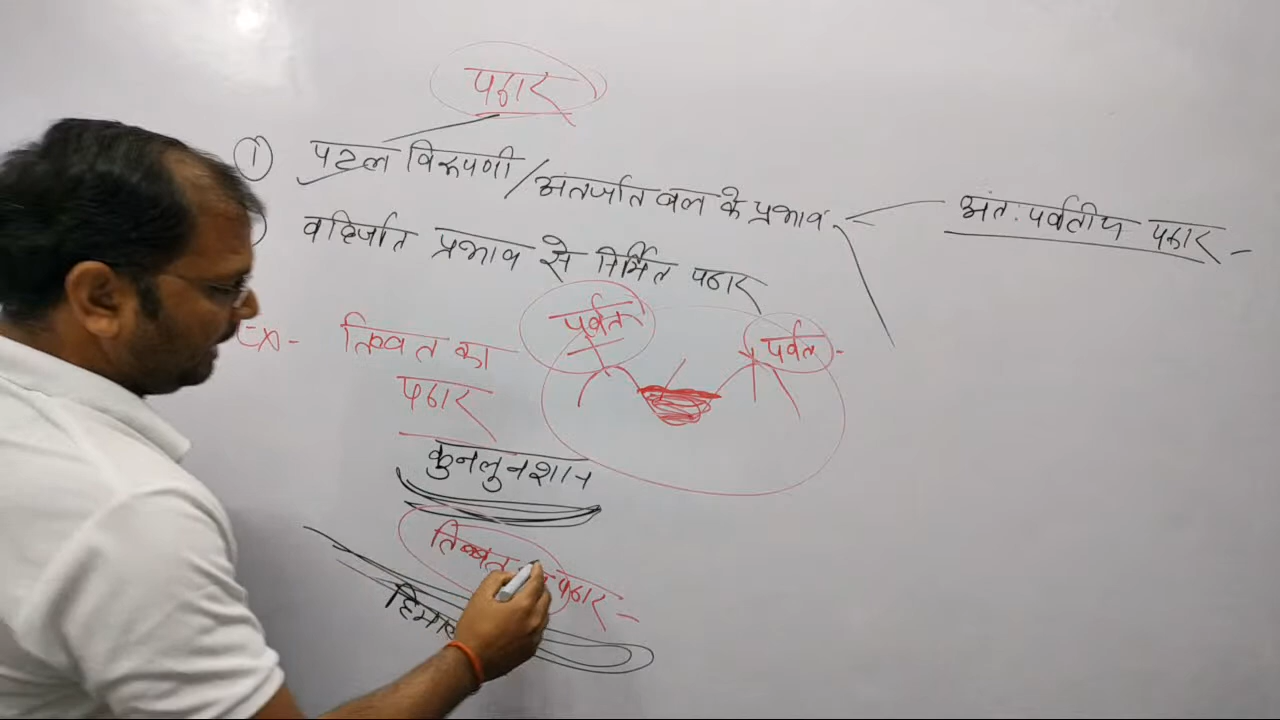 पठार
① पटल विरूपणी/अंतर्जात बल के प्रभाव
अंत: पर्वतीय पठार -
बहिर्जात प्रभाव से निर्मित पठार
पर्वत
पर्वत -
Ex - तिब्बत का
पठार
कुनलुनशान
तिब्बत पठार -